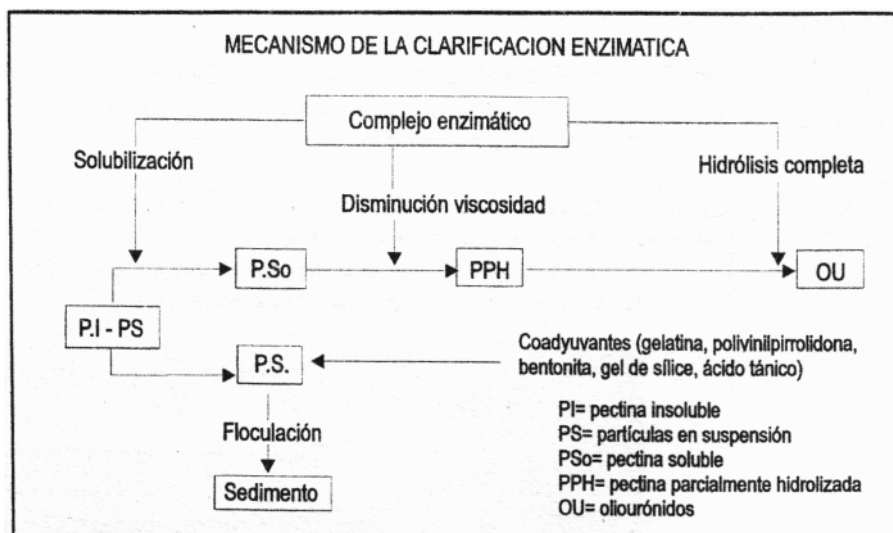 MECANISMO DE LA CLARIFICACION ENZIMATICA
Complejo enzimático
Solubilización
Hidrólisis completa
Disminución viscosidad
P.So
PPH
OU
P.I - PS
P.S.
Coadyuvantes (gelatina, polivinilpirrolidona,
bentonita, gel de sílice, ácido tánico)
Floculación
Sedimento
PI= pectina insoluble
PS= partículas en suspensión
PSo= pectina soluble
PPH= pectina parcialmente hidrolizada
OU= oliourónidos